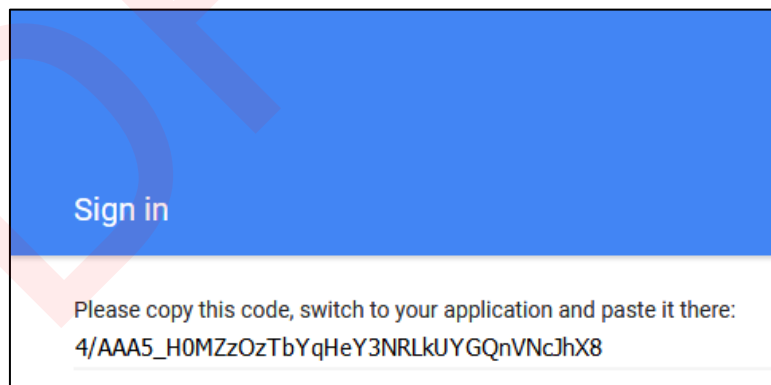 Sign in
Please copy this code, switch to your application and paste it there:
4/AAA5_H0MZzOzTbYqHeY3NRLkUYGQnVNcJhX8